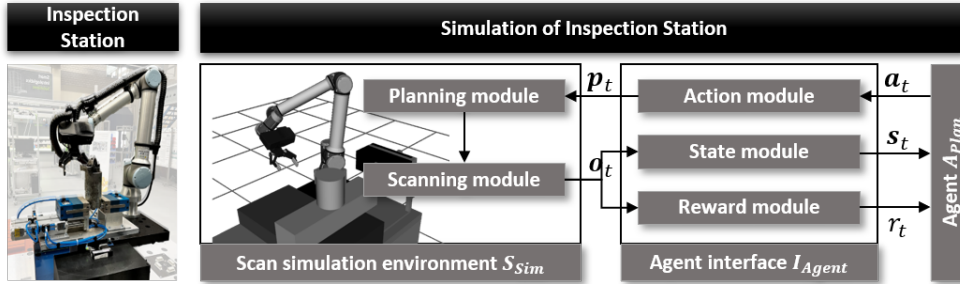 Inspection
Station
Simulation of Inspection Station
Planning module
Scanning module
p_t
o_t
Action module
State module
Reward module
a_t
s_t
r_t
Agent A_Plan
Scan simulation environment S_Sim
Agent interface I_Agent